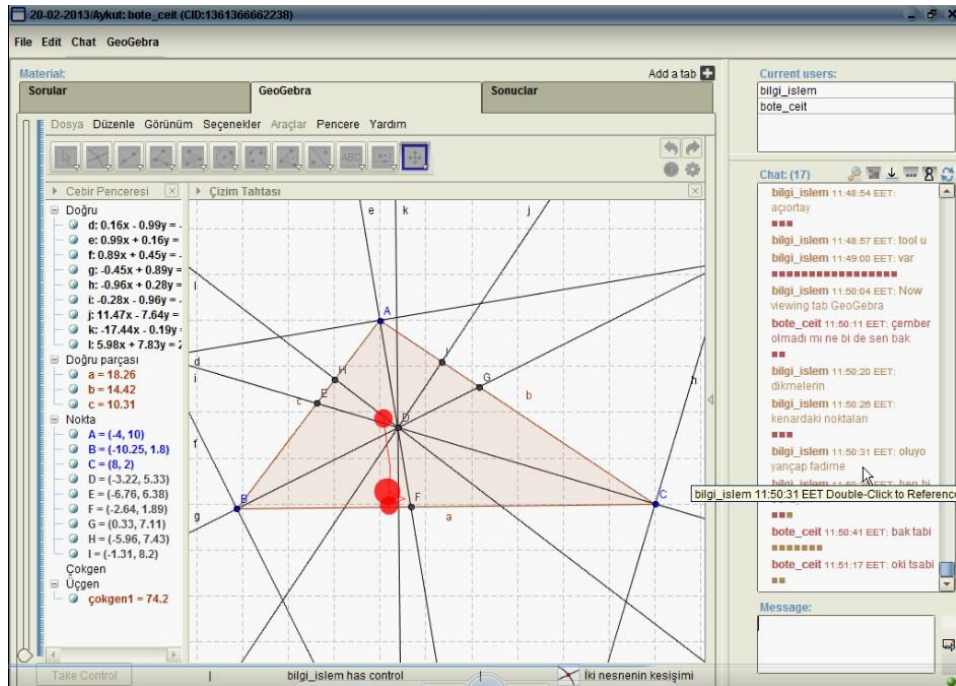 20-02-2013/Aykut: bote_ceit (CID:1361366662238)
File Edit Chat GeoGebra
Material:
Add a tab
Sorular GeoGebra Sonuclar
Dosya Düzenle Görünüm Seçenekler Araçlar Pencere Yardım
ABC
Cebir Penceresi
Çizim Tahtası
Doğru
d: 0.16x - 0.99y = -
e: 0.99x + 0.16y =
f: 0.89x + 0.45y = -
g: -0.45x + 0.89y =
h: -0.96x + 0.28y =
i: -0.28x - 0.96y = -
j: 11.47x - 7.64y = -
k: -17.44x - 0.19y
l: 5.98x + 7.83y = 2
Doğru parçası
a = 18.26
b = 14.42
c = 10.31
Nokta
A = (-4, 10)
B = (-10.25, 1.8)
C = (8, 2)
D = (-3.22, 5.33)
E = (-6.76, 6.38)
F = (-2.64, 1.89)
G = (0.33, 7.11)
H = (-5.96, 7.43)
I = (-1.31, 8.2)
Çokgen
Üçgen
çokgen1 = 74.2
e k j
l
A
d
H I
i
G
h
E
c b
D
f
B F C
g a
Current users:
bilgi_islem
bote_ceit
Chat: (17)
bilgi_islem 11:48:54 EET:
açıortay
bilgi_islem 11:48:57 EET: tool u
bilgi_islem 11:49:00 EET: var
bilgi_islem 11:50:04 EET: Now
viewing tab GeoGebra
bote_ceit 11:50:11 EET: çember
olmadı mı ne bi de sen bak
bilgi_islem 11:50:20 EET:
dikmelerin
bilgi_islem 11:50:26 EET:
kenardaki noktaları
bilgi_islem 11:50:31 EET: oluyo
yarıçap fadime
bilgi_islem 11:50:31 EET Double-Click to Reference
bote_ceit 11:50:41 EET: bak tabi
bote_ceit 11:51:17 EET: oki tsabi
Message:
Take Control
bilgi_islem has control
İki nesnenin kesişimi